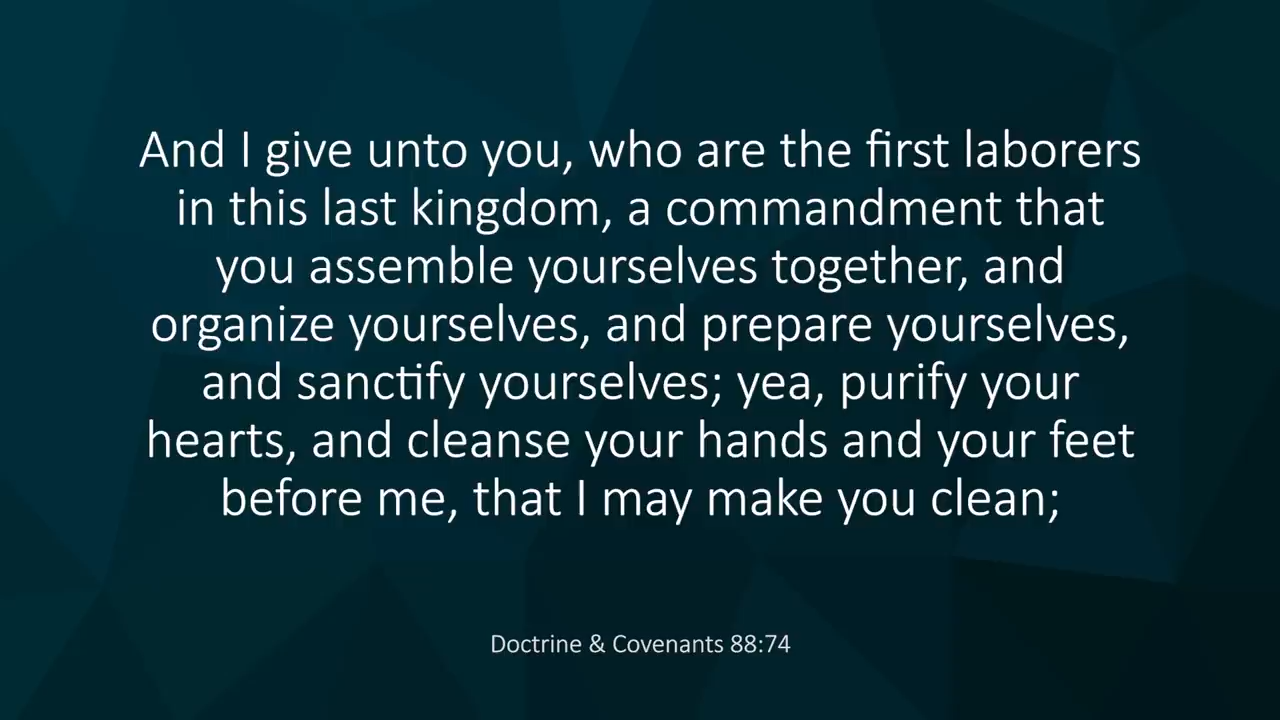 And I give unto you, who are the first laborers
in this last kingdom, a commandment that
you assemble yourselves together, and
organize yourselves, and prepare yourselves,
and sanctify yourselves; yea, purify your
hearts, and cleanse your hands and your feet
before me, that I may make you clean;
Doctrine & Covenants 88:74